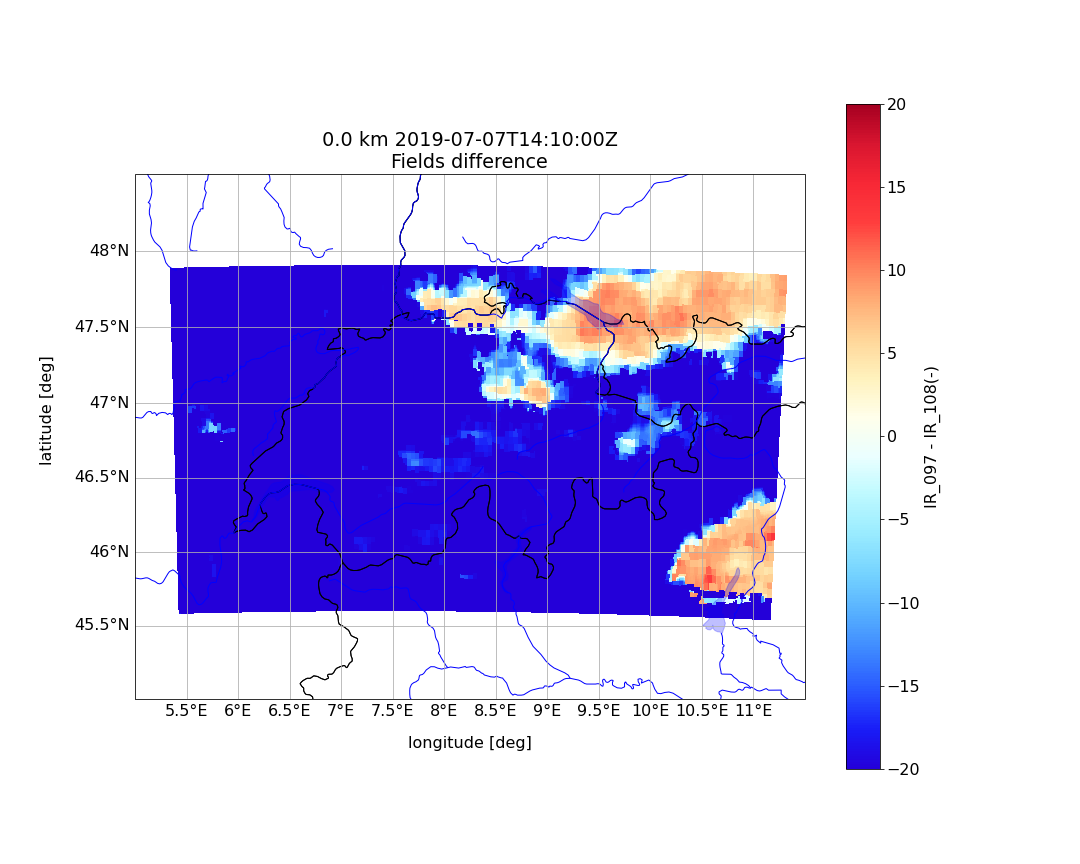 0.0 km 2019-07-07T14:10:00Z
Fields difference
48°N
47.5°N
47°N
46.5°N
46°N
45.5°N
latitude [deg]
5.5°E 6°E 6.5°E 7°E 7.5°E 8°E 8.5°E 9°E 9.5°E 10°E 10.5°E 11°E
longitude [deg]
20
15
10
5
0
−5
−10
−15
−20
IR_097 - IR_108(-)